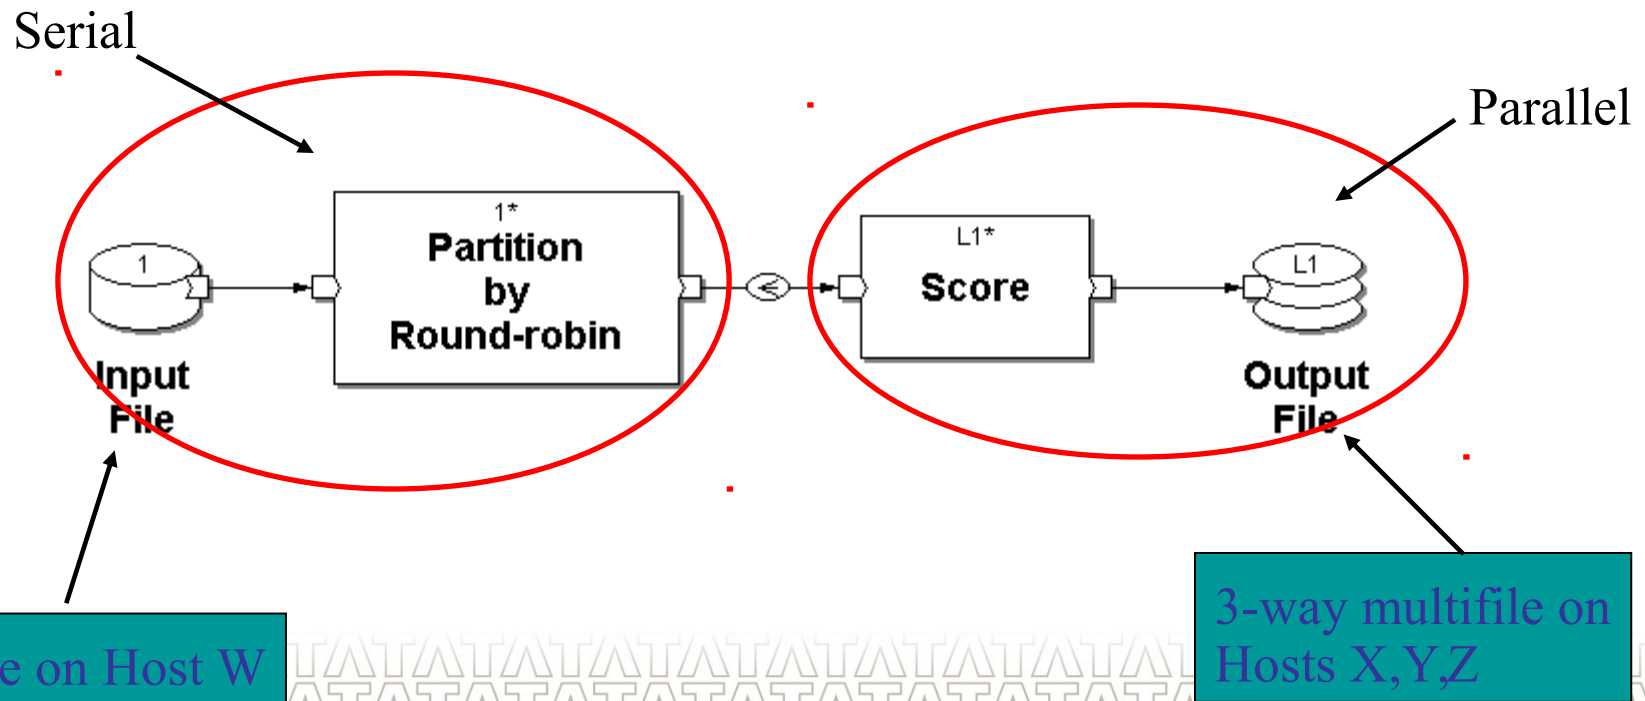 Serial
Parallel
1*
Partition
by
Round-robin
1
Input
File
<
L1*
Score
L1
Output
File
e on Host W
3-way multifile on
Hosts X,Y,Z
TATATATATATATATATATATA